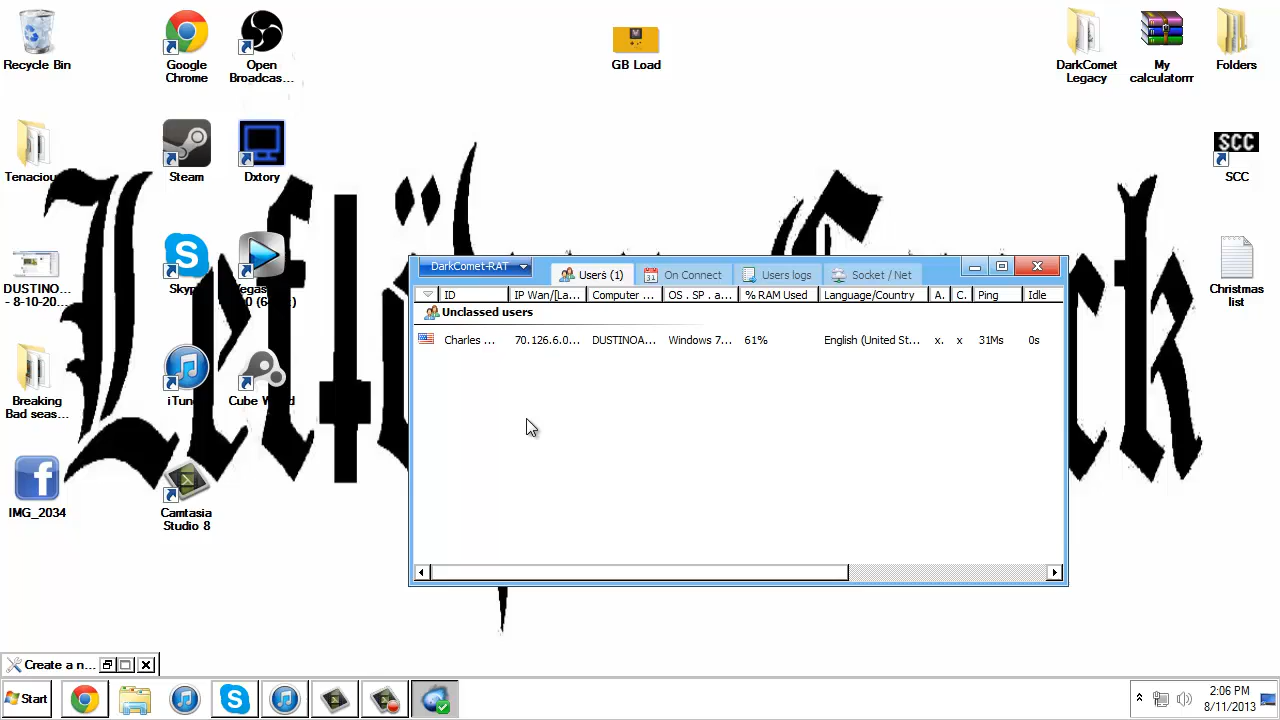 Recycle Bin
Google
Chrome
Open
Broadcas...
GB Load
DarkComet
Legacy
My
calculatorrr
Folders
Steam
Dxtory
SCC
SCC
DUSTINO...
- 8-10-20...
Christmas
list
DarkComet-RAT
Users (1)
On Connect
Users logs
Socket / Net
ID
IP Wan/[La...
Computer ...
OS . SP . a...
% RAM Used
Language/Country
A.
C.
Ping
Idle
Unclassed users
Charles ...
70.126.6.0...
DUSTINOA...
Windows 7...
61%
English (United St...
x.
x
31Ms
0s
Breaking
Bad seas...
IMG_2034
Camtasia
Studio 8
Create a n...
Start
2:06 PM
8/11/2013